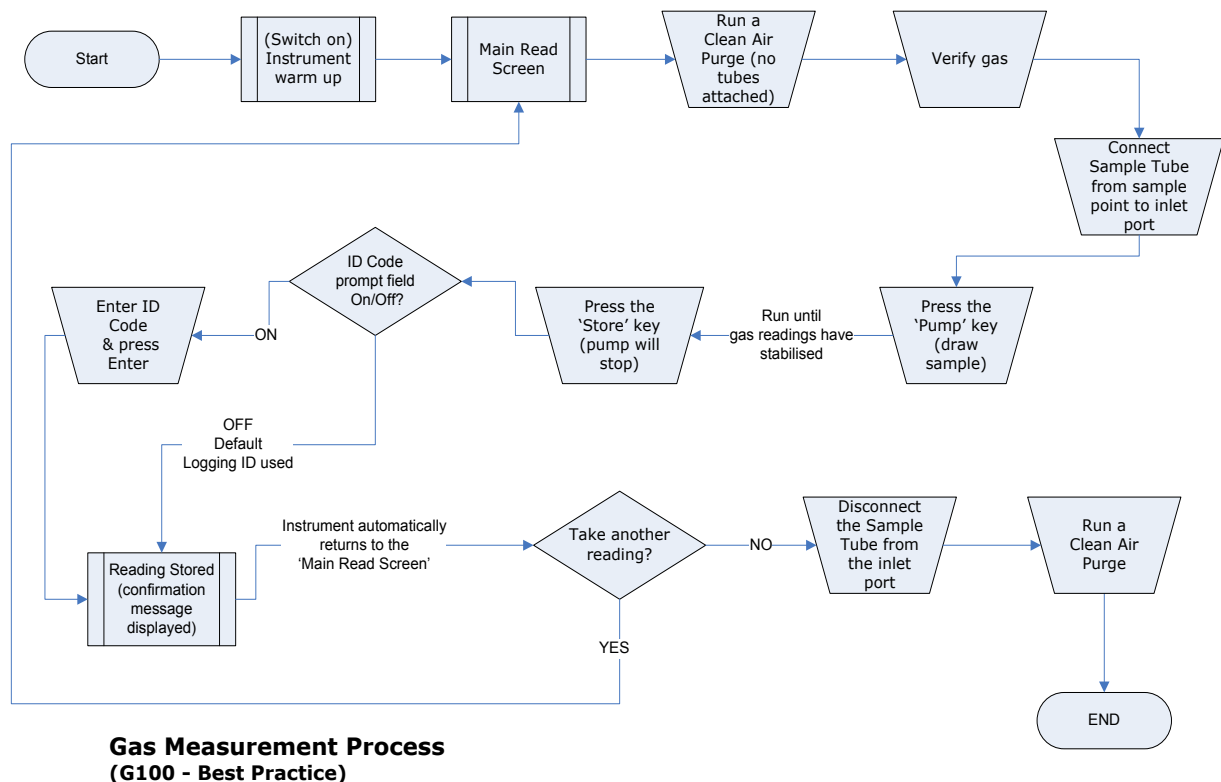 Start
(Switch on)
Instrument
warm up
Main Read
Screen
Run a
Clean Air
Purge (no
tubes
attached)
Verify gas
Connect
Sample Tube
from sample
point to inlet
port
Press the
‘Pump’ key
(draw
sample)
Run until
gas readings have
stabilised
Press the
‘Store’ key
(pump will
stop)
ID Code
prompt field
On/Off?
ON
Enter ID
Code
& press
Enter
OFF
Default
Logging ID used
Reading Stored
(confirmation
message
displayed)
Instrument automatically
returns to the
‘Main Read Screen’
Take another
reading?
NO
YES
Disconnect
the Sample
Tube from
the inlet
port
Run a
Clean Air
Purge
END
Gas Measurement Process
(G100 - Best Practice)